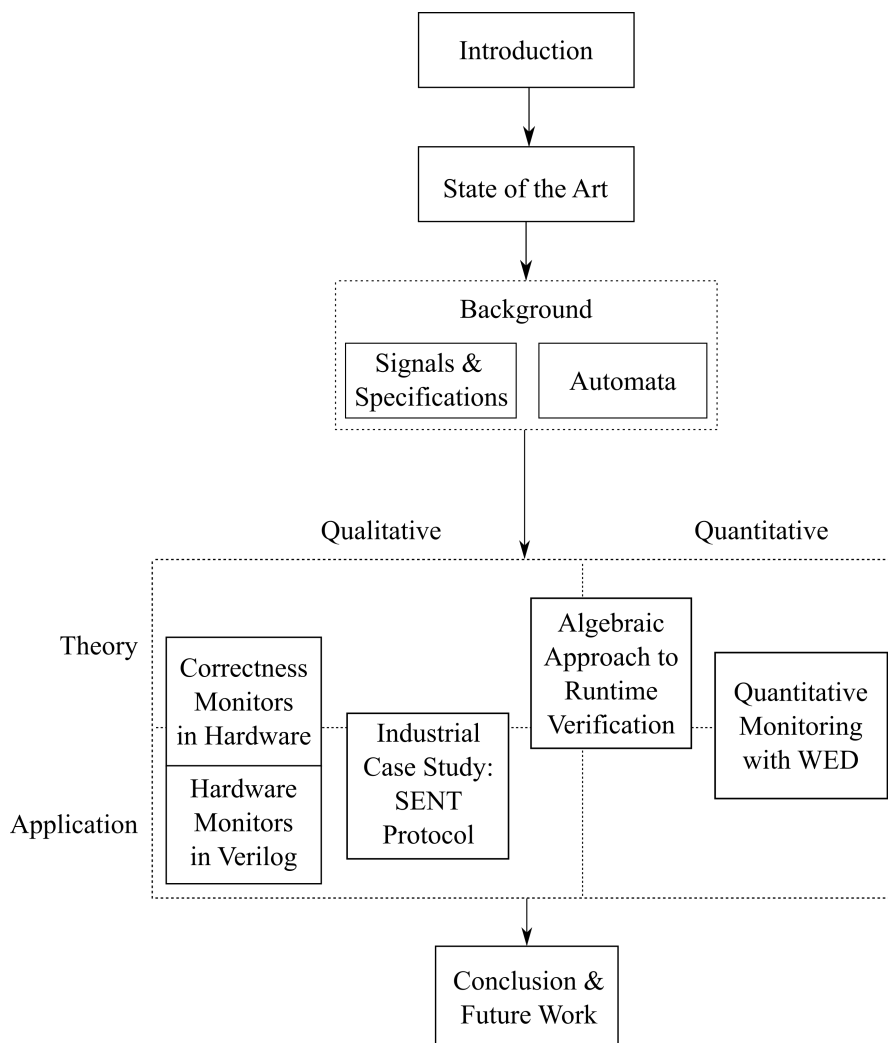 Introduction
State of the Art
Background
Signals &
Specifications
Automata
Qualitative
Quantitative
Theory
Application
Correctness
Monitors
in Hardware
Hardware
Monitors
in Verilog
Industrial
Case Study:
SENT
Protocol
Algebraic
Approach to
Runtime
Verification
Quantitative
Monitoring
with WED
Conclusion &
Future Work